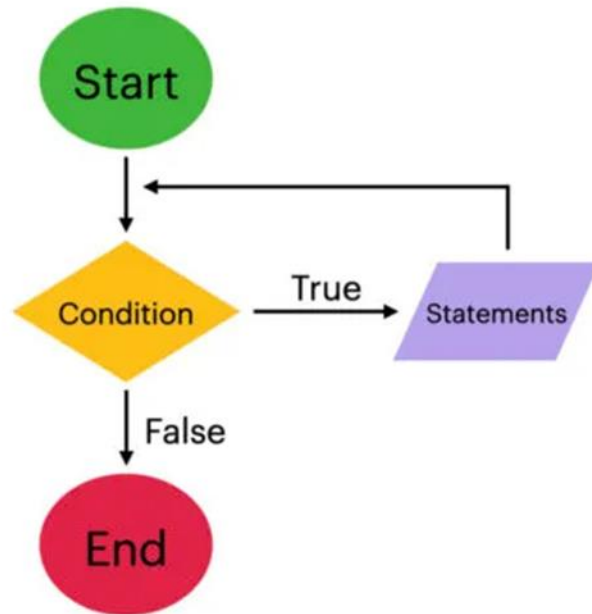 Start
True
Condition
Statements
False
End